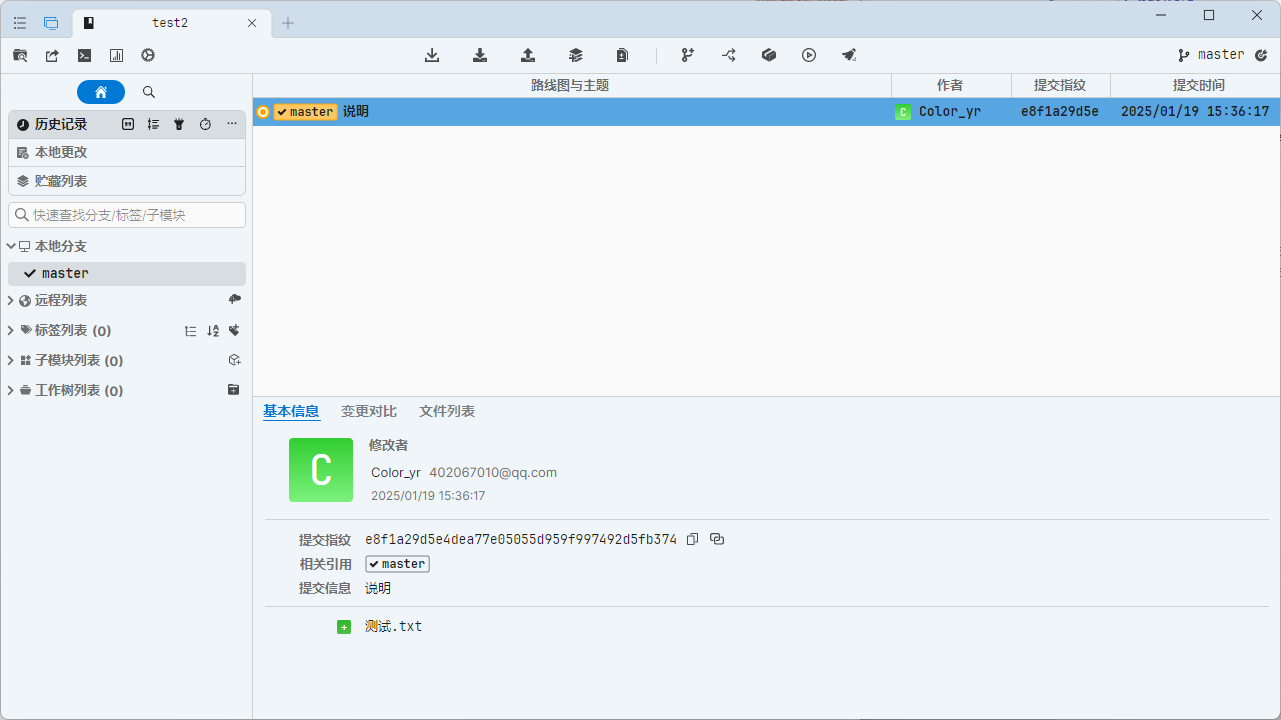 test2
master
路线图与主题 作者 提交指纹 提交时间
master 说明 C Color_yr e8f1a29d5e 2025/01/19 15:36:17
历史记录
本地更改
贮藏列表
快速查找分支/标签/子模块
本地分支
master
远程列表
标签列表 (0)
子模块列表 (0)
工作树列表 (0)
基本信息 变更对比 文件列表
C
修改者
Color_yr 402067010@qq.com
2025/01/19 15:36:17
提交指纹 e8f1a29d5e4dea77e05055d959f997492d5fb374
相关引用 master
提交信息 说明
测试.txt